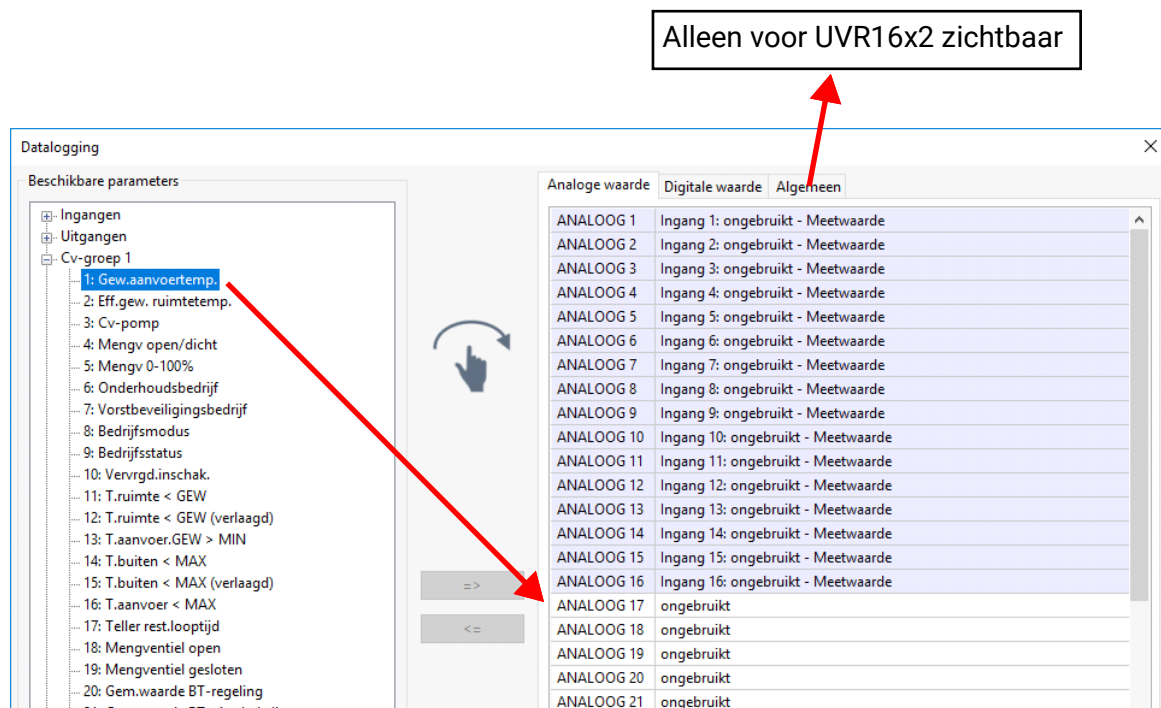 Alleen voor UVR16x2 zichtbaar
Datalogging
Beschikbare parameters
Ingangen
Uitgangen
Cv-groep 1
1: Gew.aanvoertemp.
2: Eff.gew. ruimtetemp.
3: Cv-pomp
4: Mengv open/dicht
5: Mengv 0-100%
6: Onderhoudsbedrijf
7: Vorstbeveiligingsbedrijf
8: Bedrijfsmodus
9: Bedrijfsstatus
10: Vervrgd.inschak.
11: T.ruimte < GEW
12: T.ruimte < GEW (verlaagd)
13: T.aanvoer.GEW > MIN
14: T.buiten < MAX
15: T.buiten < MAX (verlaagd)
16: T.aanvoer < MAX
17: Teller rest.looptijd
18: Mengventiel open
19: Mengventiel gesloten
20: Gem.waarde BT-regeling
=>
<=
Analoge waarde Digitale waarde Algemeen
ANALOOG 1 Ingang 1: ongebruikt - Meetwaarde
ANALOOG 2 Ingang 2: ongebruikt - Meetwaarde
ANALOOG 3 Ingang 3: ongebruikt - Meetwaarde
ANALOOG 4 Ingang 4: ongebruikt - Meetwaarde
ANALOOG 5 Ingang 5: ongebruikt - Meetwaarde
ANALOOG 6 Ingang 6: ongebruikt - Meetwaarde
ANALOOG 7 Ingang 7: ongebruikt - Meetwaarde
ANALOOG 8 Ingang 8: ongebruikt - Meetwaarde
ANALOOG 9 Ingang 9: ongebruikt - Meetwaarde
ANALOOG 10 Ingang 10: ongebruikt - Meetwaarde
ANALOOG 11 Ingang 11: ongebruikt - Meetwaarde
ANALOOG 12 Ingang 12: ongebruikt - Meetwaarde
ANALOOG 13 Ingang 13: ongebruikt - Meetwaarde
ANALOOG 14 Ingang 14: ongebruikt - Meetwaarde
ANALOOG 15 Ingang 15: ongebruikt - Meetwaarde
ANALOOG 16 Ingang 16: ongebruikt - Meetwaarde
ANALOOG 17 ongebruikt
ANALOOG 18 ongebruikt
ANALOOG 19 ongebruikt
ANALOOG 20 ongebruikt
ANALOOG 21 ongebruikt